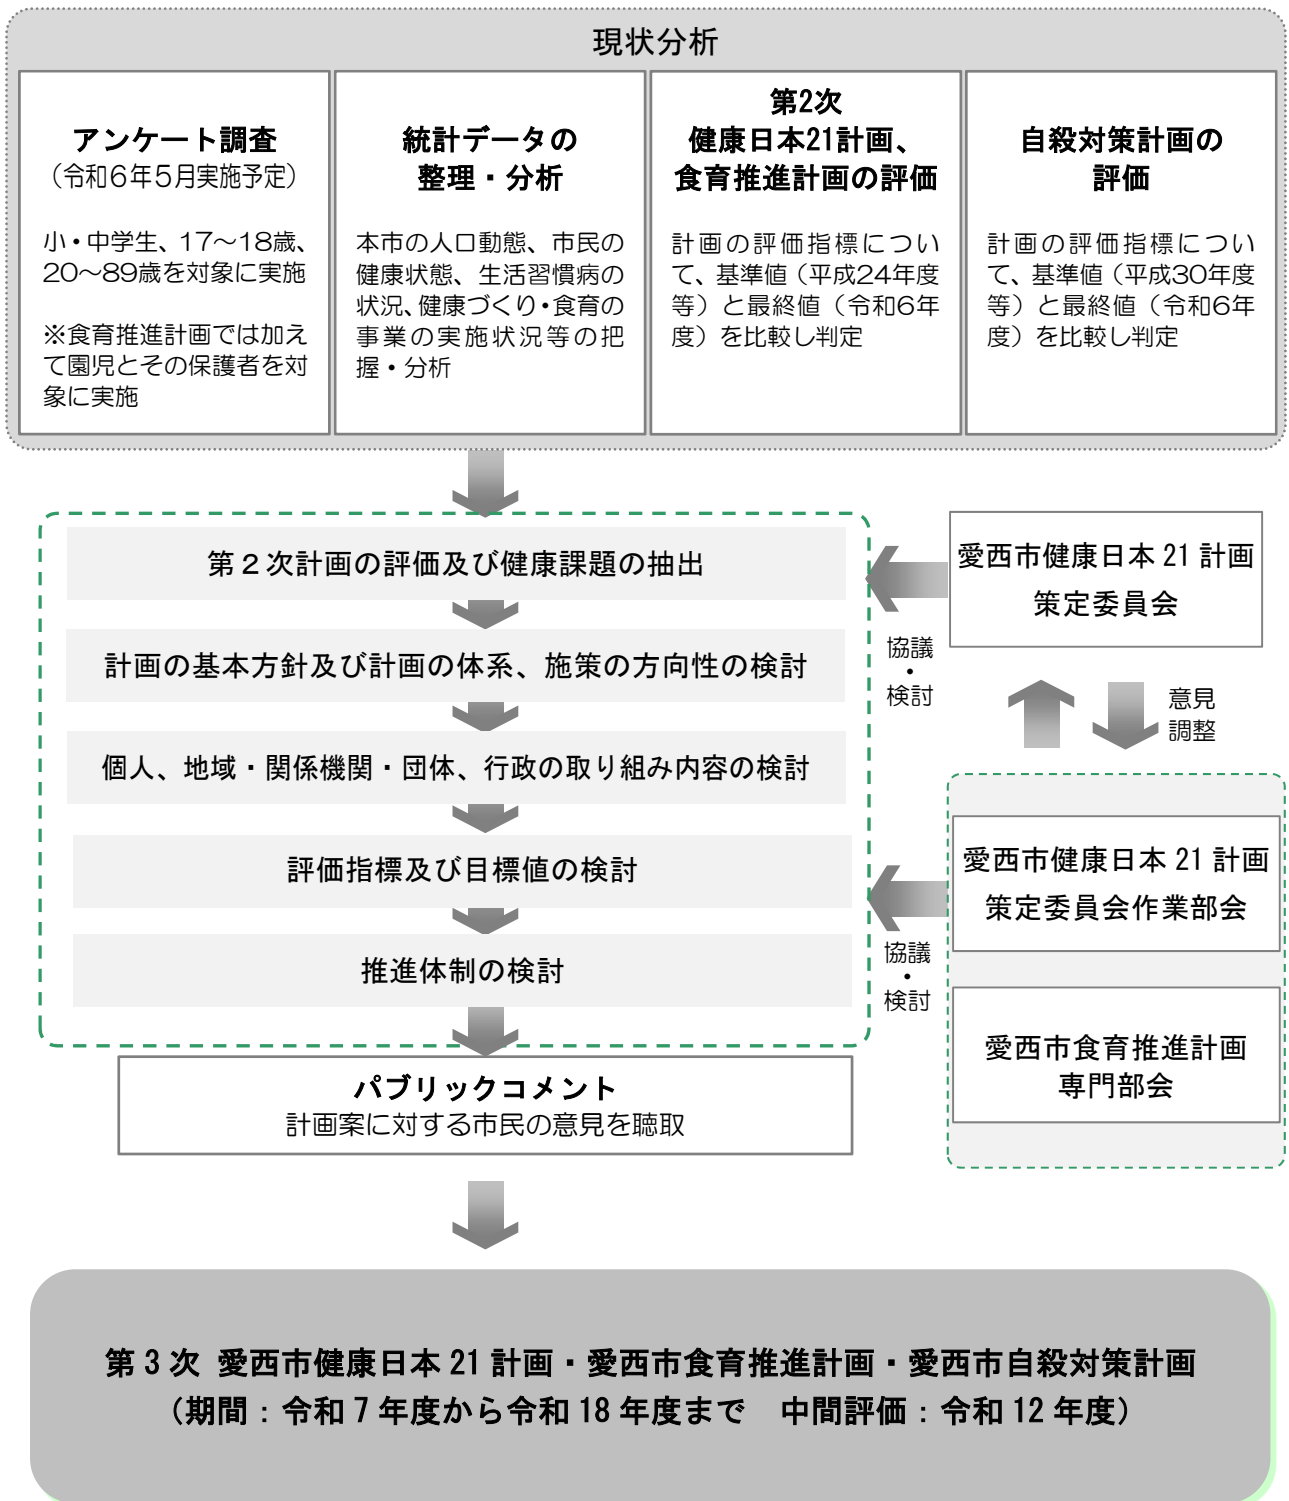 現状分析
アンケート調査
（令和6年5月実施予定）
小・中学生、17～18歳、
20～89歳を対象に実施
※食育推進計画では加え
て園児とその保護者を対
象に実施
統計データの
整理・分析
本市の人口動態、市民の
健康状態、生活習慣病の
状況、健康づくり・食育の
事業の実施状況等の把
握・分析
第2次
健康日本21計画、
食育推進計画の評価
計画の評価指標につい
て、基準値（平成24年度
等）と最終値（令和6年
度）を比較し判定
自殺対策計画の
評価
計画の評価指標につい
て、基準値（平成30年度
等）と最終値（令和6年
度）を比較し判定
第２次計画の評価及び健康課題の抽出
計画の基本方針及び計画の体系、施策の方向性の検討
個人、地域・関係機関・団体、行政の取り組み内容の検討
評価指標及び目標値の検討
推進体制の検討
愛西市健康日本 21 計画
策定委員会
協議
・
検討
意見
調整
愛西市健康日本 21 計画
策定委員会作業部会
協議
・
検討
愛西市食育推進計画
専門部会
パブリックコメント
計画案に対する市民の意見を聴取
第 3 次 愛西市健康日本 21 計画・愛西市食育推進計画・愛西市自殺対策計画
（期間：令和 7 年度から令和 18 年度まで　中間評価：令和 12 年度）